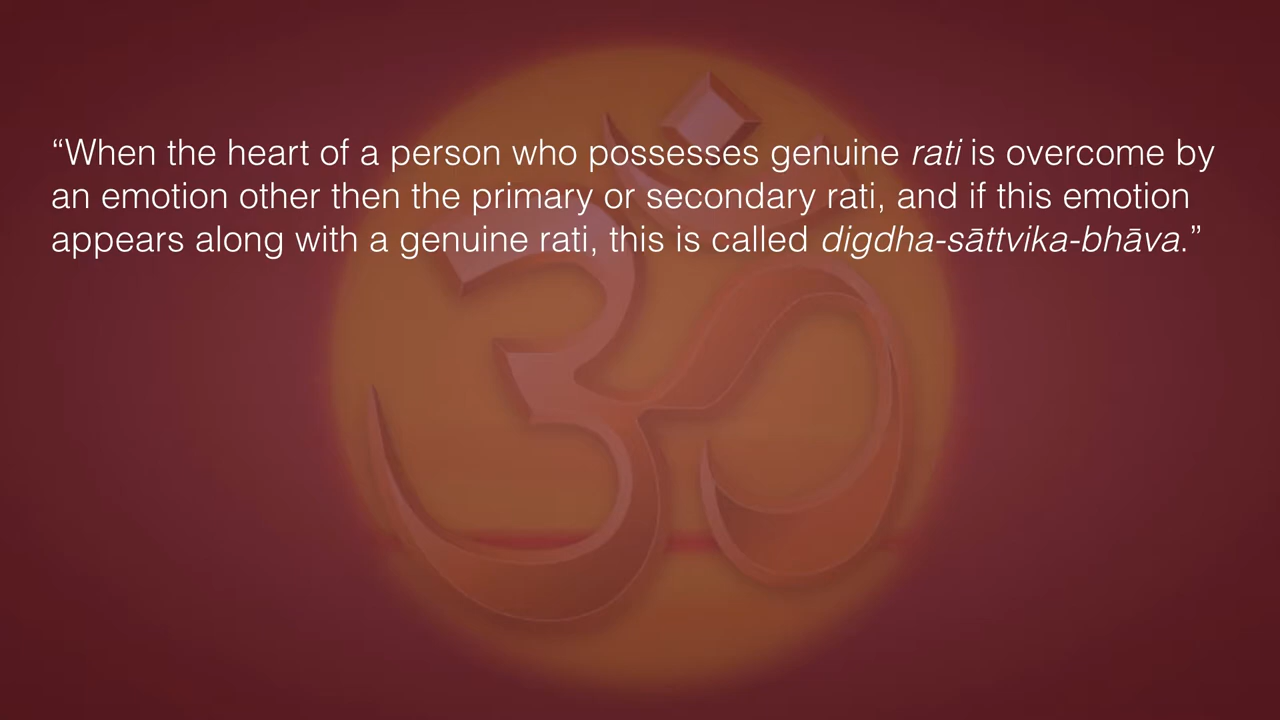 “When the heart of a person who possesses genuine rati is overcome by
an emotion other then the primary or secondary rati, and if this emotion
appears along with a genuine rati, this is called digdha-sāttvika-bhāva.”
ॐ